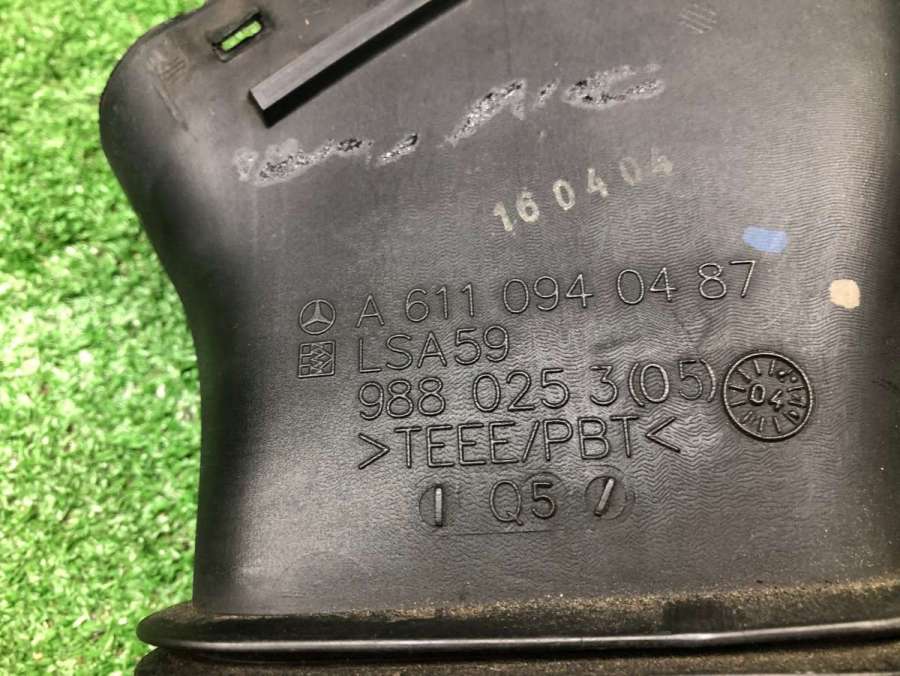 160404
A 611 094 04 87
LSA59
988 025 3(05)
04
>TEEE/PBT<
Q5